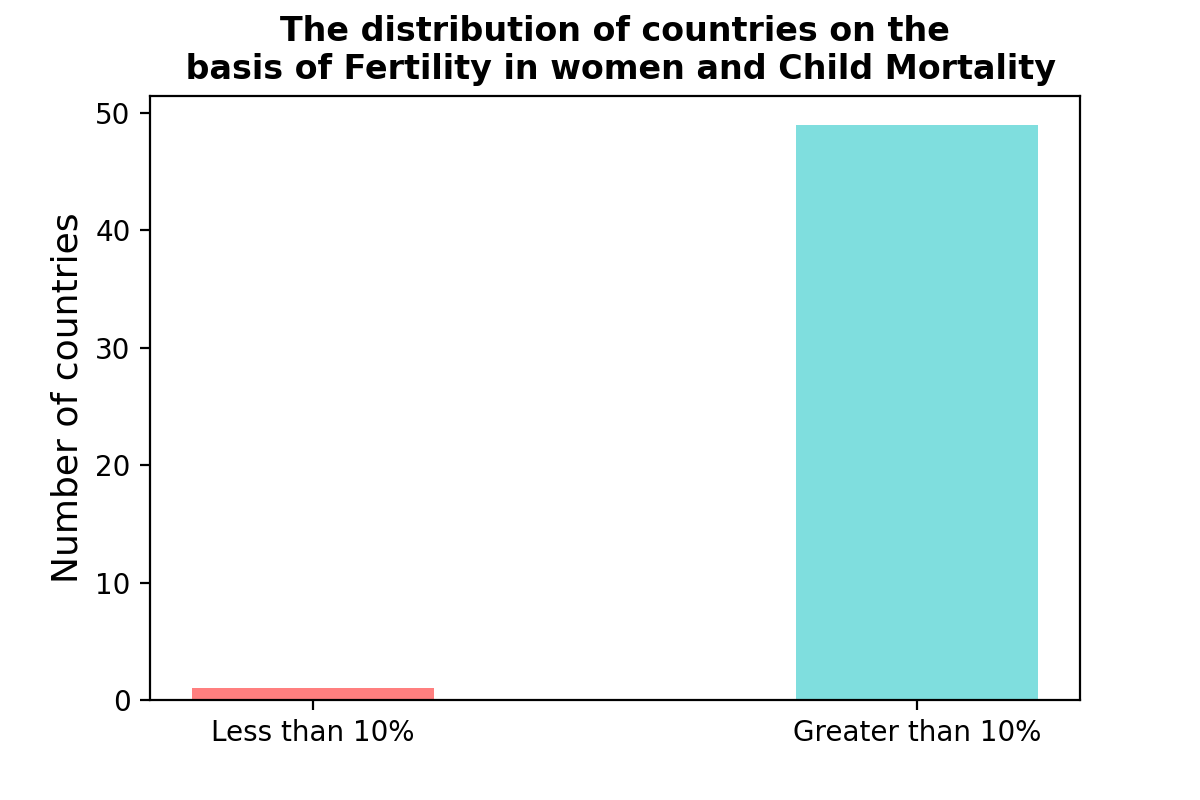 The distribution of countries on the
basis of Fertility in women and Child Mortality
Number of countries
50
40
30
20
10
0
Less than 10%
Greater than 10%